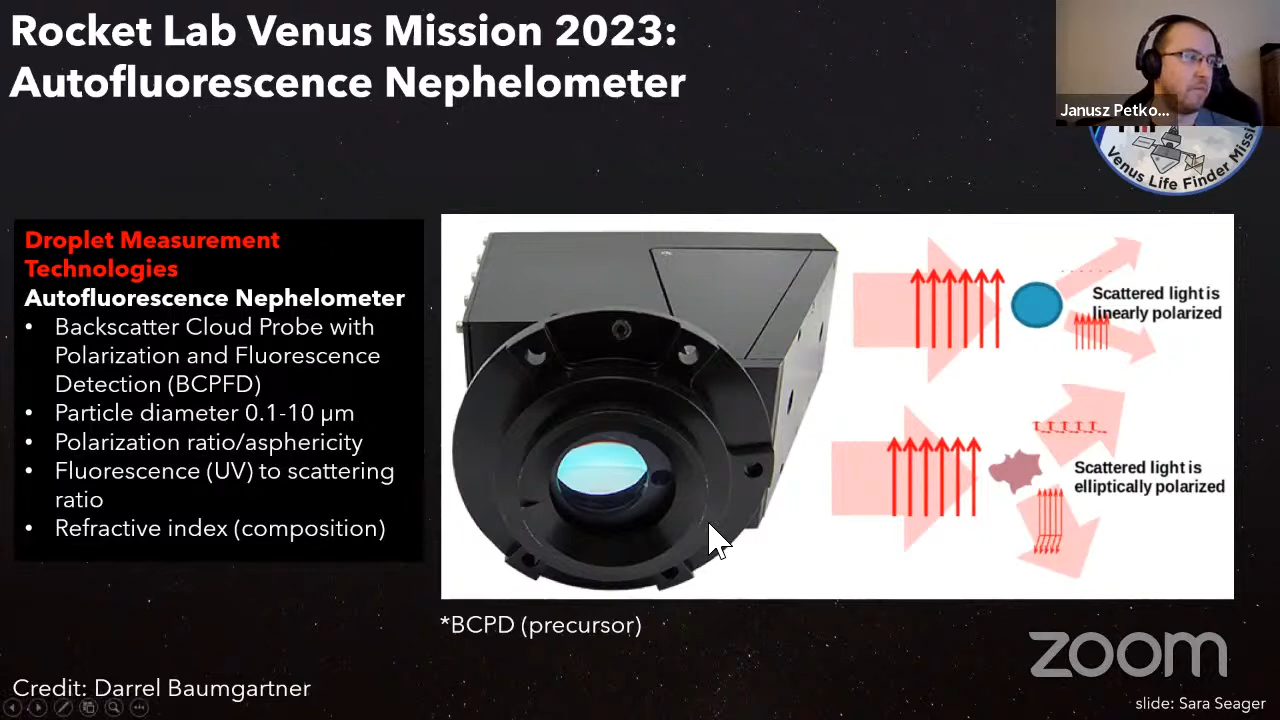 Rocket Lab Venus Mission 2023:
Autofluorescence Nephelometer
Janusz Petko...
Venus Life Finder Missio
Droplet Measurement
Technologies
Autofluorescence Nephelometer
• Backscatter Cloud Probe with
Polarization and Fluorescence
Detection (BCPFD)
• Particle diameter 0.1-10 μm
• Polarization ratio/asphericity
• Fluorescence (UV) to scattering
ratio
• Refractive index (composition)
Scattered light is
linearly polarized
Scattered light is
elliptically polarized
*BCPD (precursor)
zoom
Credit: Darrel Baumgartner
slide: Sara Seager